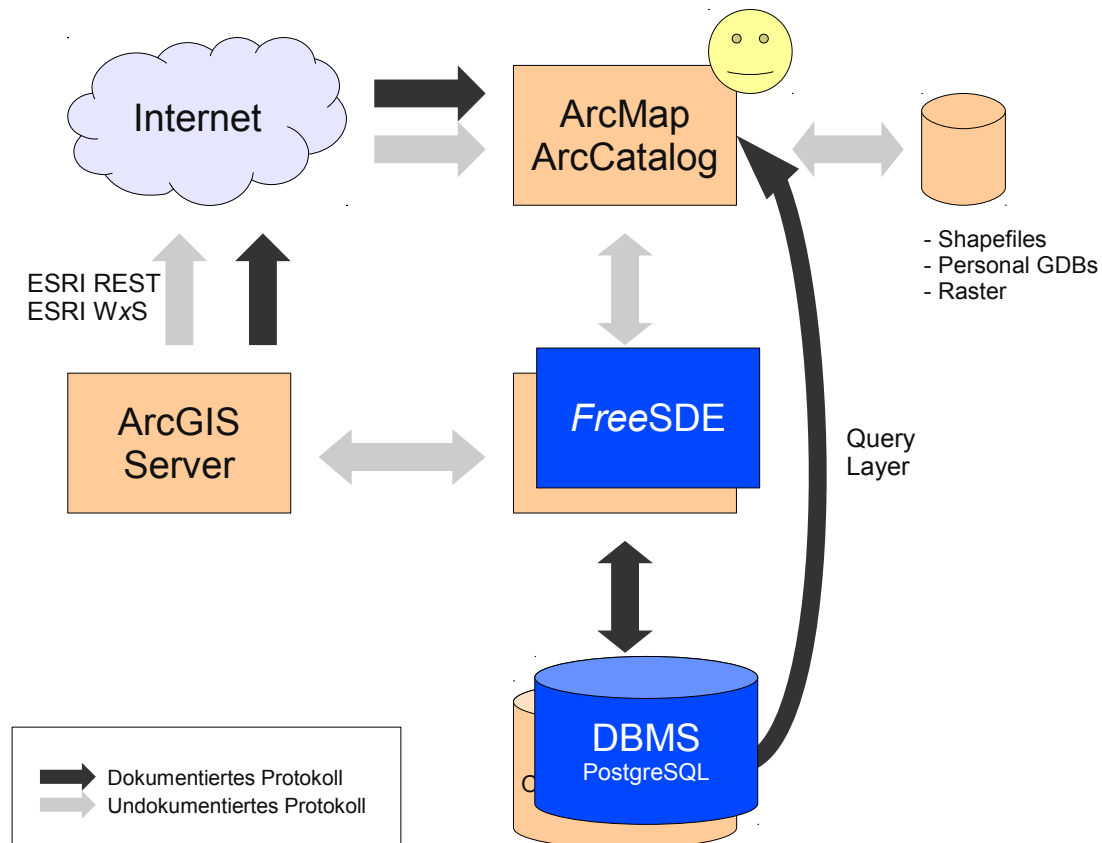 Internet
ArcMap
ArcCatalog
- Shapefiles
- Personal GDBs
- Raster
ESRI REST
ESRI WxS
ArcGIS
Server
FreeSDE
Query
Layer
DBMS
PostgreSQL
Dokumentiertes Protokoll
Undokumentiertes Protokoll